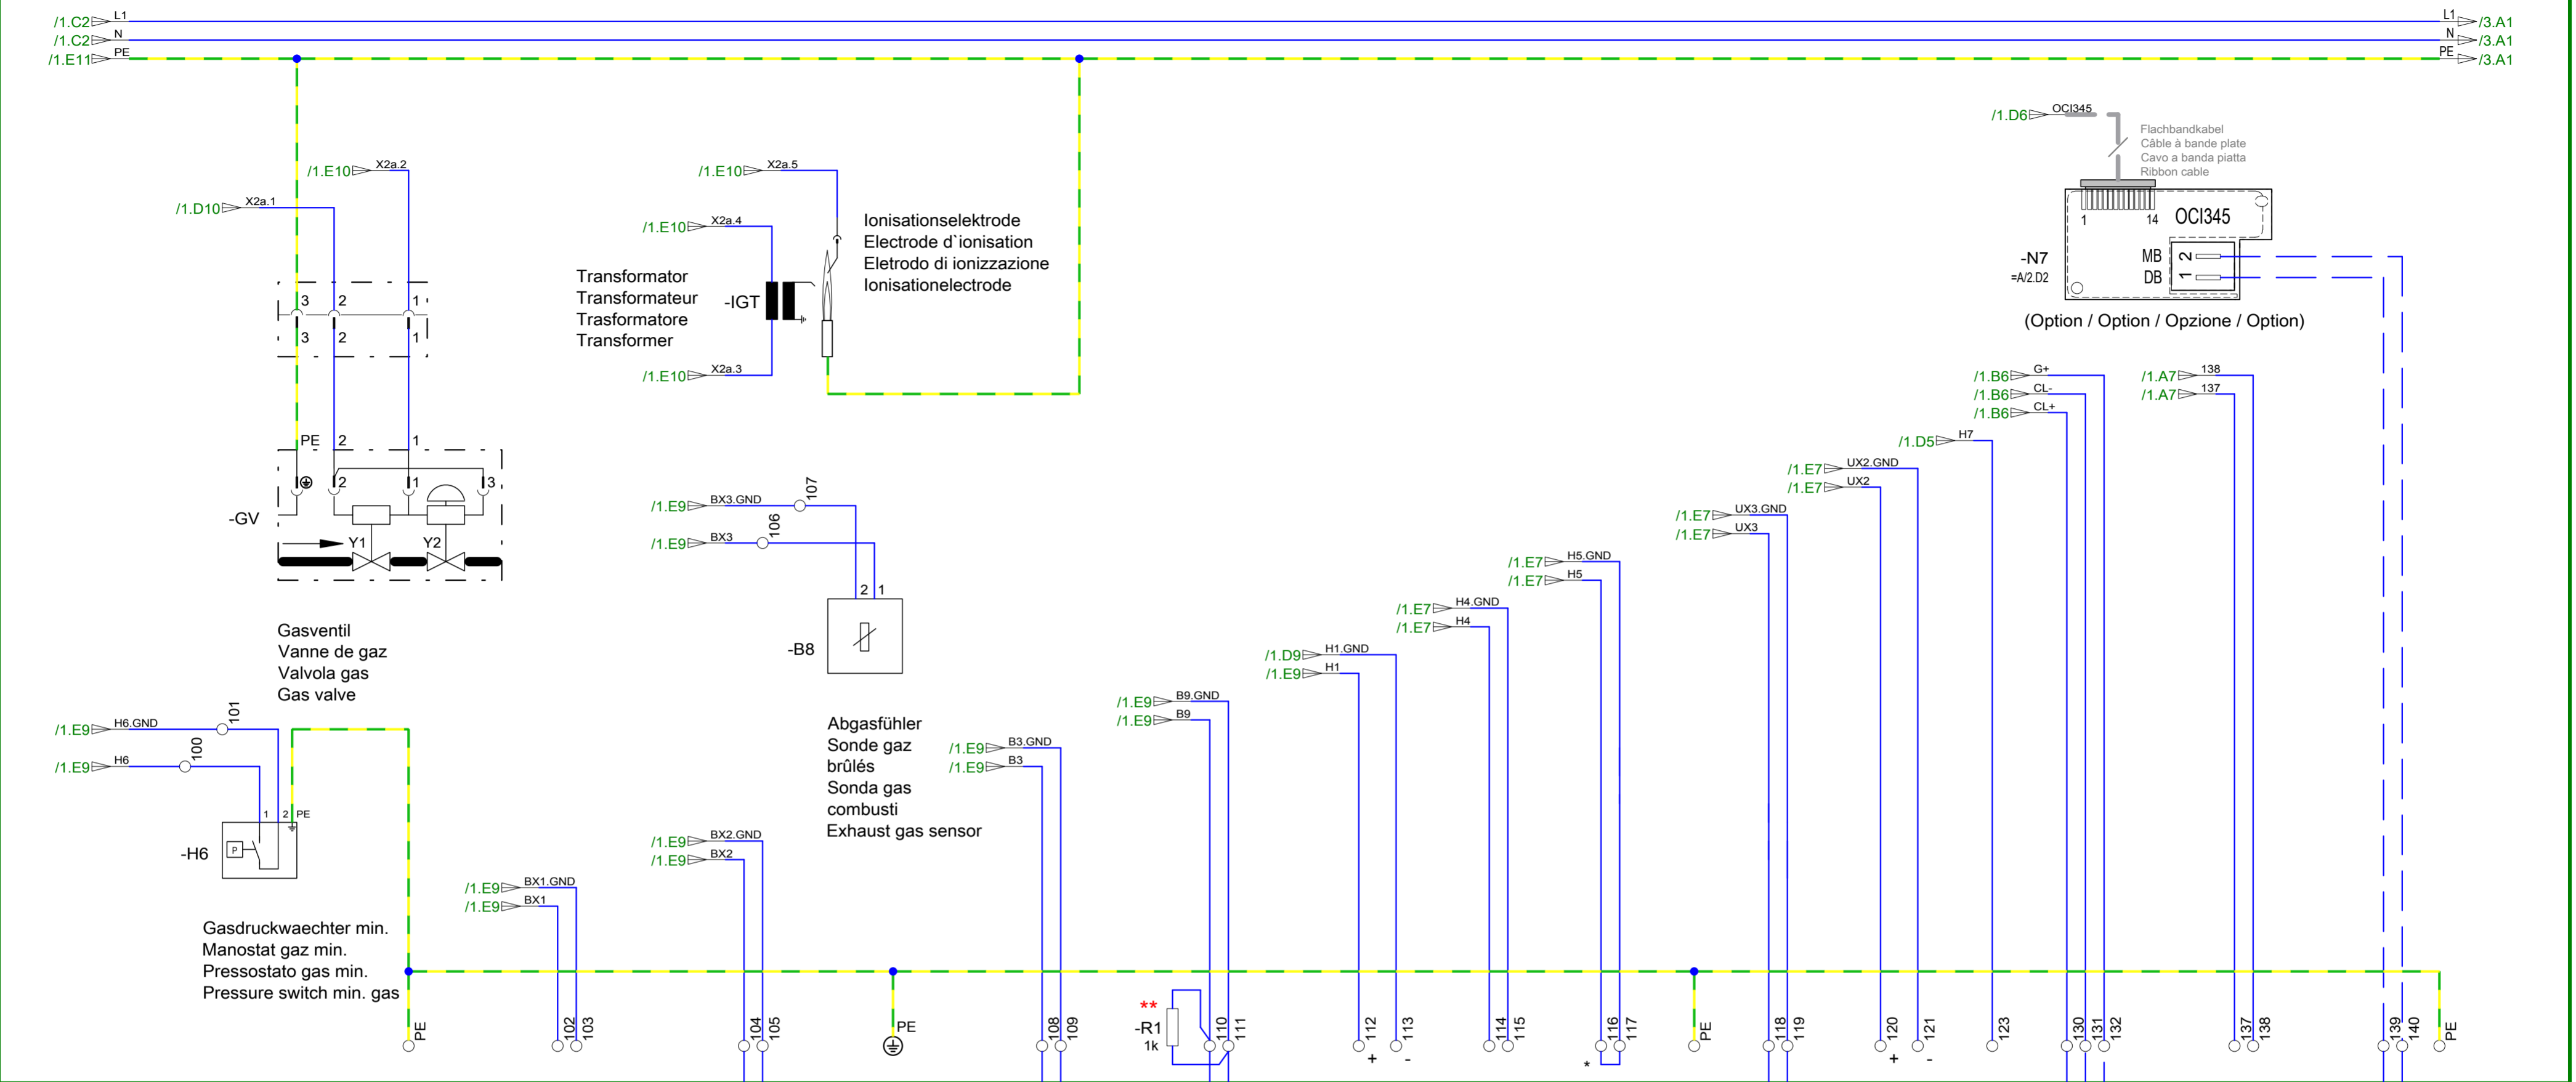 /1.C2 L1 L1 /3.A1
/1.C2 N N /3.A1
/1.E11 PE PE /3.A1
/1.D6 OCI345
Flachbandkabel
Câble à bande plate
Cavo a banda piatta
Ribbon cable
1 14 OCI345
-N7 MB 2
=A/2.D2 DB 1
(Option / Option / Opzione / Option)
/1.E10 X2a.2
/1.D10 X2a.1
3 2 1
3 2 1
PE 2 1
2 1 3
-GV
Y1 Y2
Gasventil
Vanne de gaz
Valvola gas
Gas valve
/1.E10 X2a.5
/1.E10 X2a.4
/1.E10 X2a.3
Transformator
Transformateur
Trasformatore
Transformer
-IGT
Ionisationselektrode
Electrode d`ionisation
Eletrodo di ionizzazione
Ionisationelectrode
/1.E9 BX3.GND 107
/1.E9 BX3 106
2 1
-B8
Abgasfühler
Sonde gaz
brûlés
Sonda gas
combusti
Exhaust gas sensor
/1.E9 H6.GND 101
/1.E9 H6 100
1 2 PE
-H6 P
Gasdruckwaechter min.
Manostat gaz min.
Pressostato gas min.
Pressure switch min. gas
/1.E9 BX1.GND
/1.E9 BX1
/1.E9 BX2.GND
/1.E9 BX2
/1.E9 B3.GND
/1.E9 B3
/1.E9 B9.GND
/1.E9 B9
/1.D9 H1.GND
/1.E9 H1
/1.E7 H4.GND
/1.E7 H4
/1.E7 H5.GND
/1.E7 H5
/1.E7 UX3.GND
/1.E7 UX3
/1.E7 UX2.GND
/1.E7 UX2
/1.D5 H7
/1.B6 G+
/1.B6 CL-
/1.B6 CL+
/1.A7 138
/1.A7 137
**
-R1
1k
PE 102 103 104 105 PE 108 109 110 111 112 113 114 115 116 117 PE 118 119 120 121 123 130 131 132 137 138 139 140 PE
+ - * + -